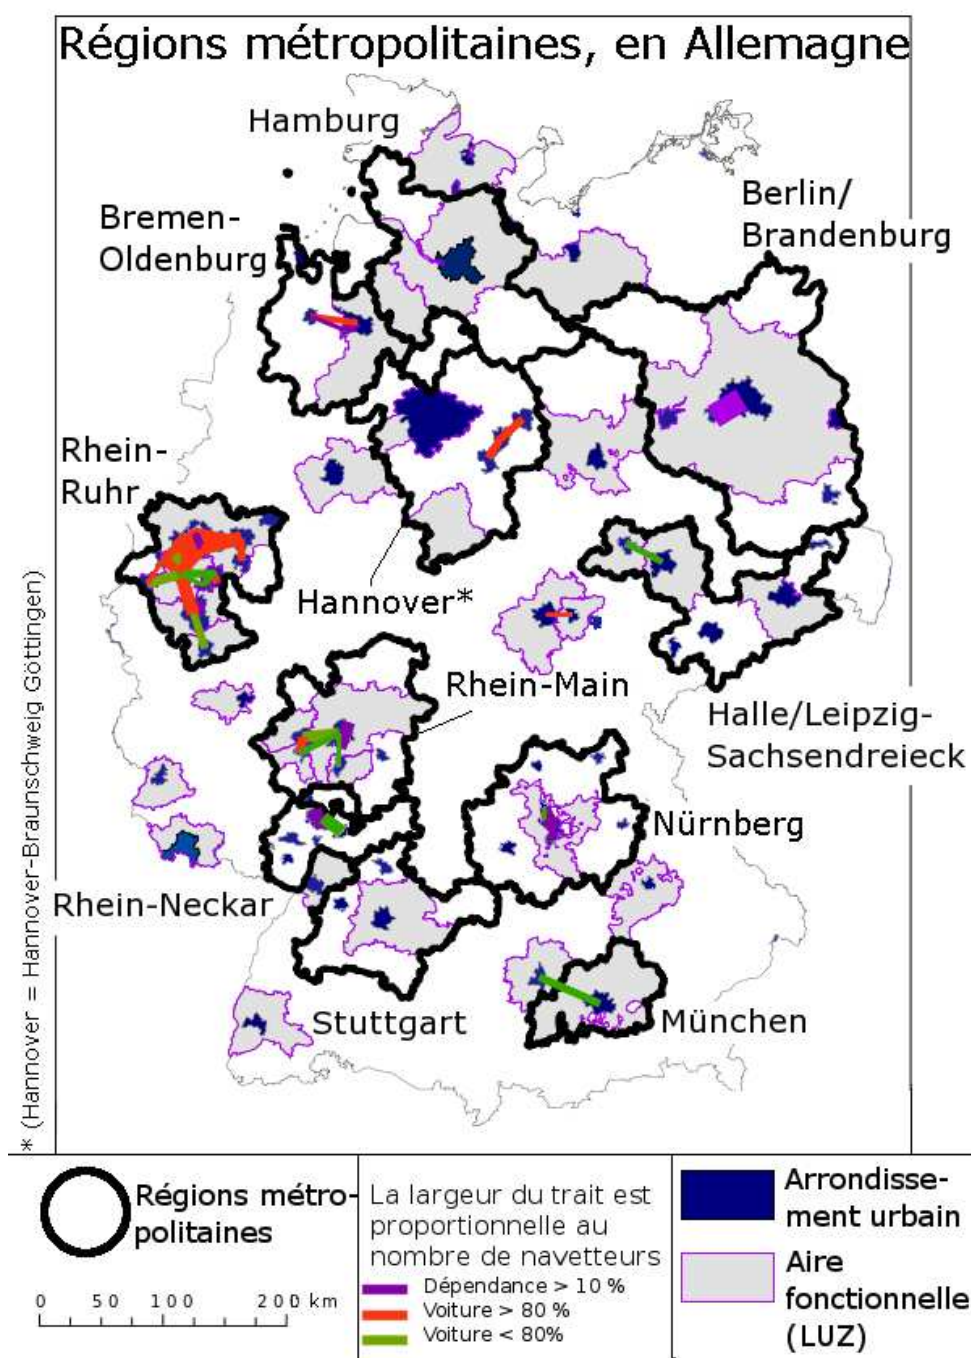 Régions métropolitaines, en Allemagne
Hamburg
Bremen-
Oldenburg
Berlin/
Brandenburg
Rhein-
Ruhr
Hannover*
Rhein-Main
Halle/Leipzig-
Sachsendreieck
Nürnberg
Rhein-Neckar
Stuttgart
München
* (Hannover = Hannover-Braunschweig Göttingen)
Régions métro-
politaines
0 50 100 200 km
La largeur du trait est
proportionnelle au
nombre de navetteurs
Dépendance > 10 %
Voiture > 80 %
Voiture < 80%
Arrondisse-
ment urbain
Aire
fonctionnelle
(LUZ)